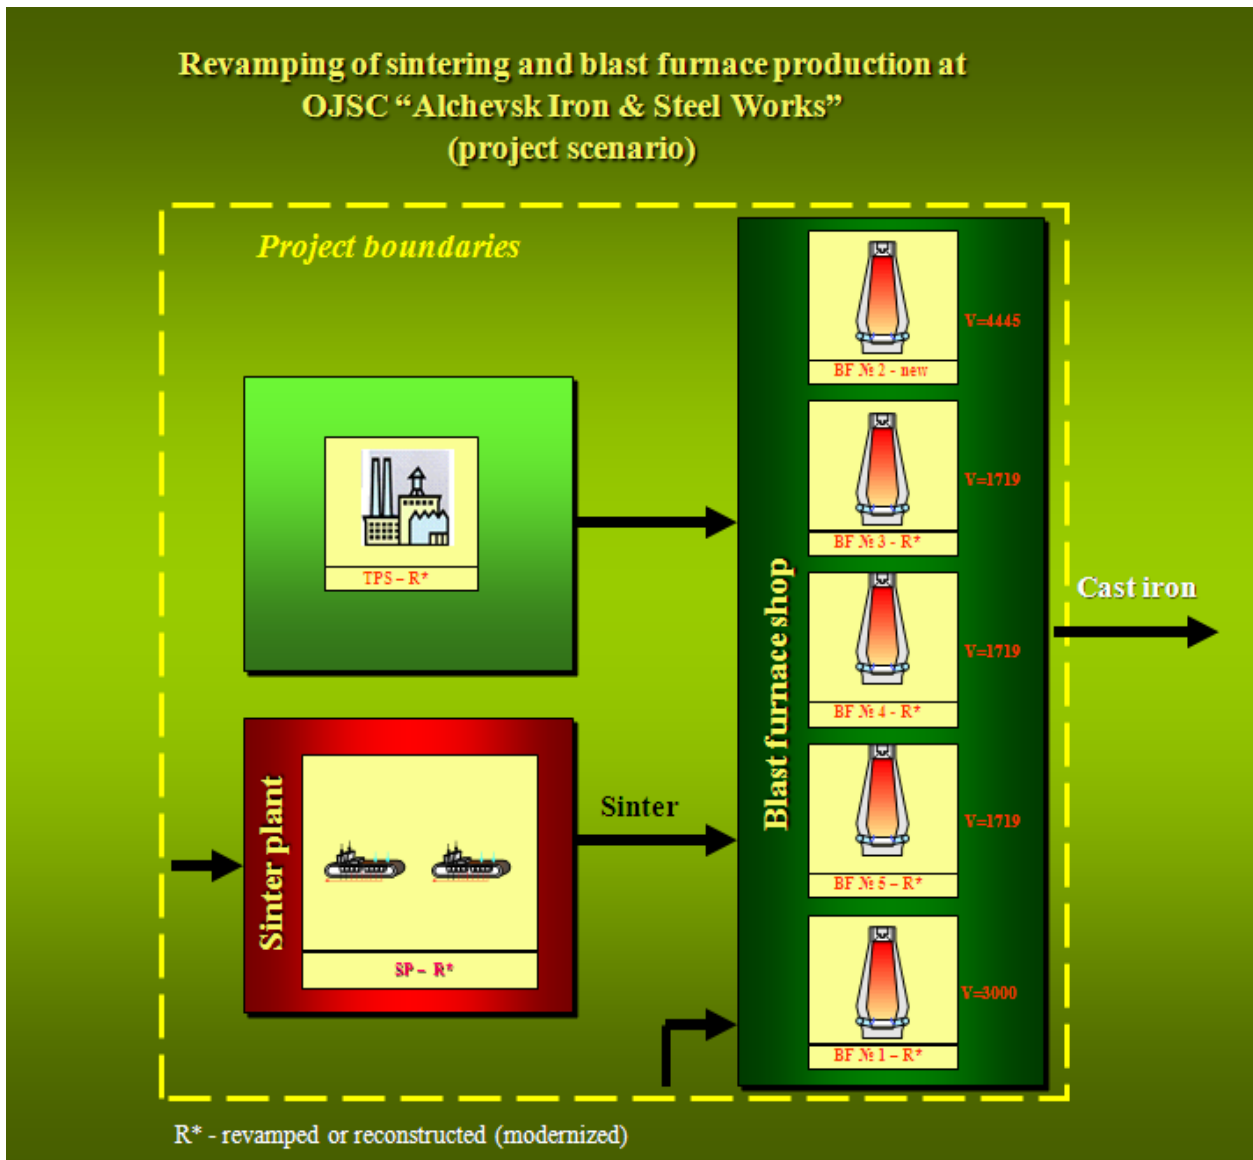 Revamping of sintering and blast furnace production at
OJSC “Alchevsk Iron & Steel Works”
(project scenario)
Project boundaries
V=4445
BF № 2 - new
V=1719
BF № 3 - R*
TPS – R*
Blast furnace shop
Cast iron
V=1719
BF № 4 - R*
Sinter plant
Sinter
V=1719
BF № 5 – R*
SP – R*
V=3000
BF № 1 – R*
R* - revamped or reconstructed (modernized)